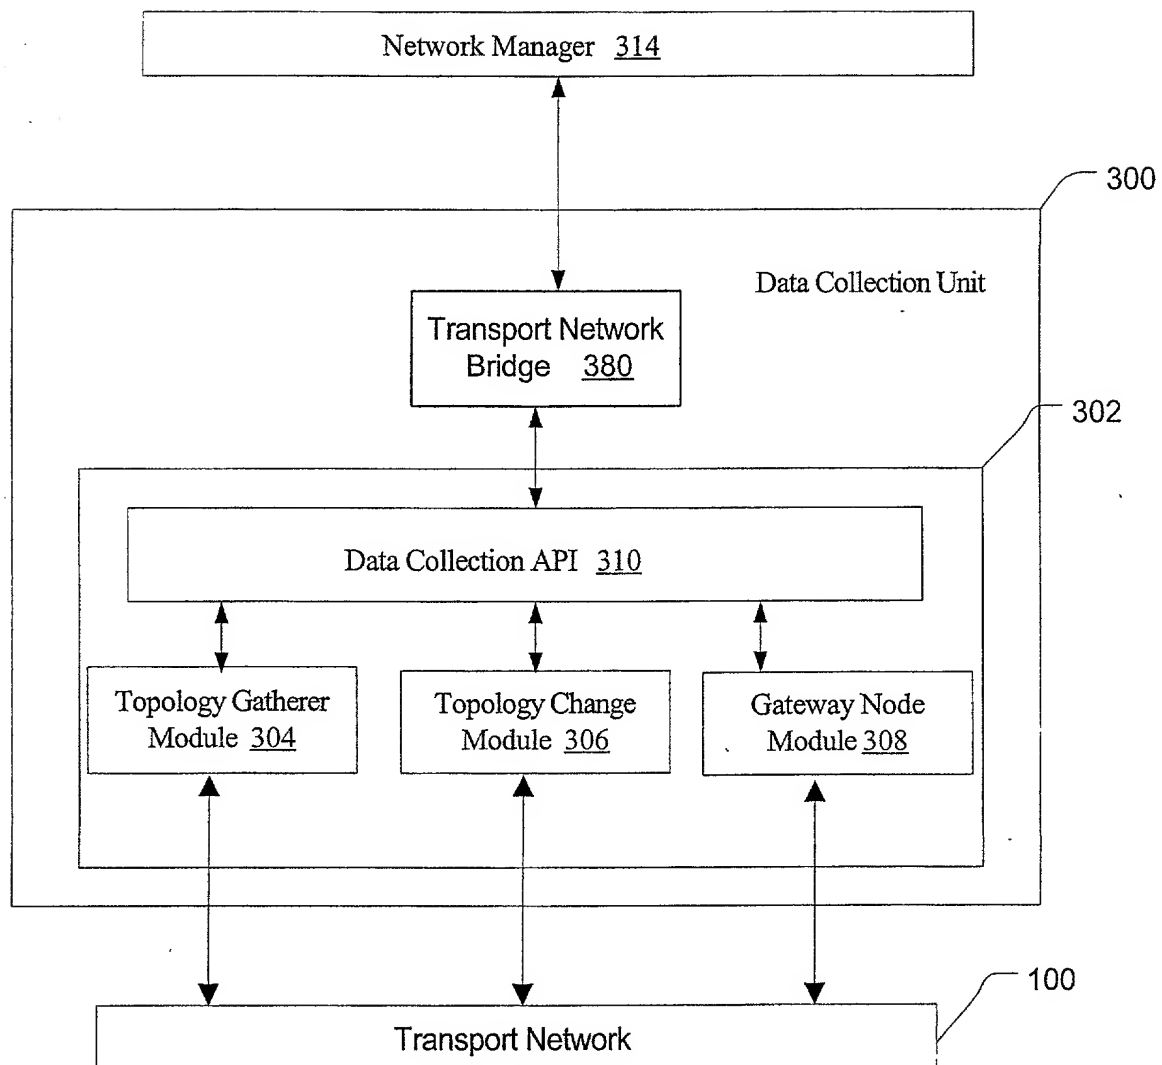 Network Manager 314
300
Data Collection Unit
Transport Network
Bridge 380
302
Data Collection API 310
Topology Gatherer
Module 304
Topology Change
Module 306
Gateway Node
Module 308
100
Transport Network